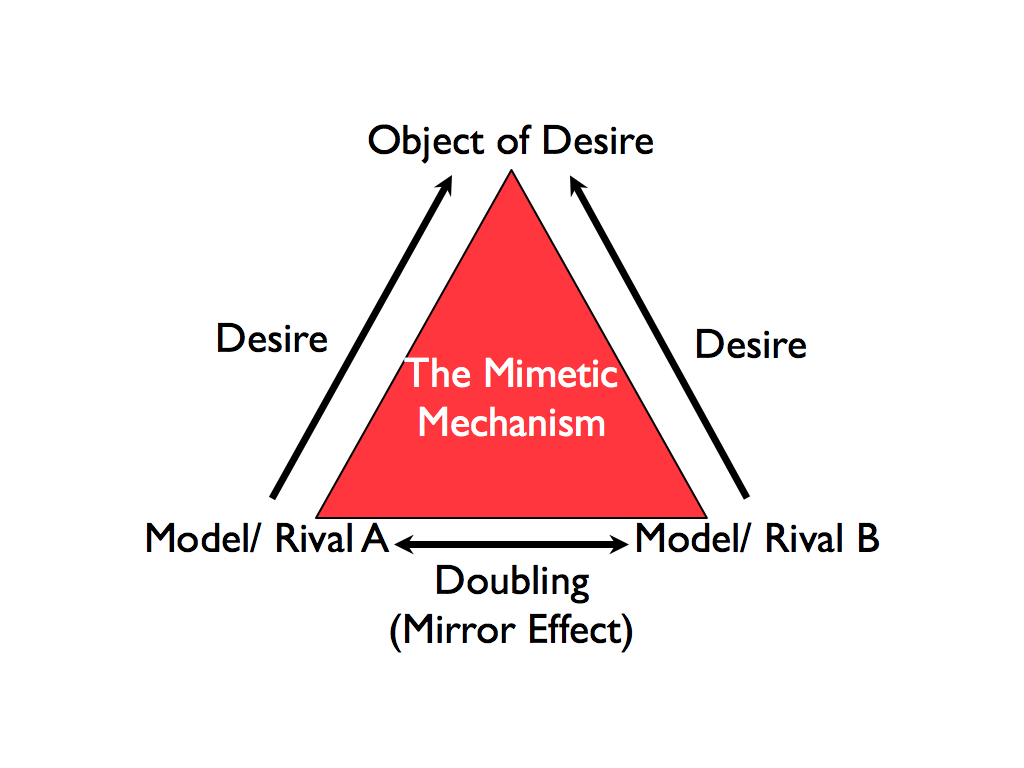 Object of Desire
Desire
Desire
The Mimetic
Mechanism
Model/ Rival A
Model/ Rival B
Doubling
(Mirror Effect)